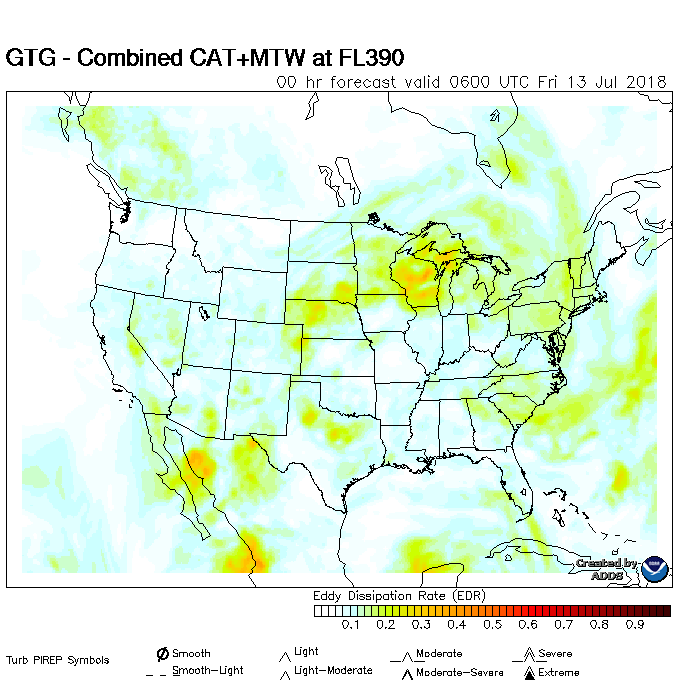 GTG - Combined CAT+MTW at FL390
00 hr forecast valid 0600 UTC Fri 13 Jul 2018
Created by
ADDS
Eddy Dissipation Rate (EDR)
0.1 0.2 0.3 0.4 0.5 0.6 0.7 0.8 0.9
Turb PIREP Symbols
Smooth Light Moderate Severe
Smooth-Light Light-Moderate Moderate-Severe Extreme